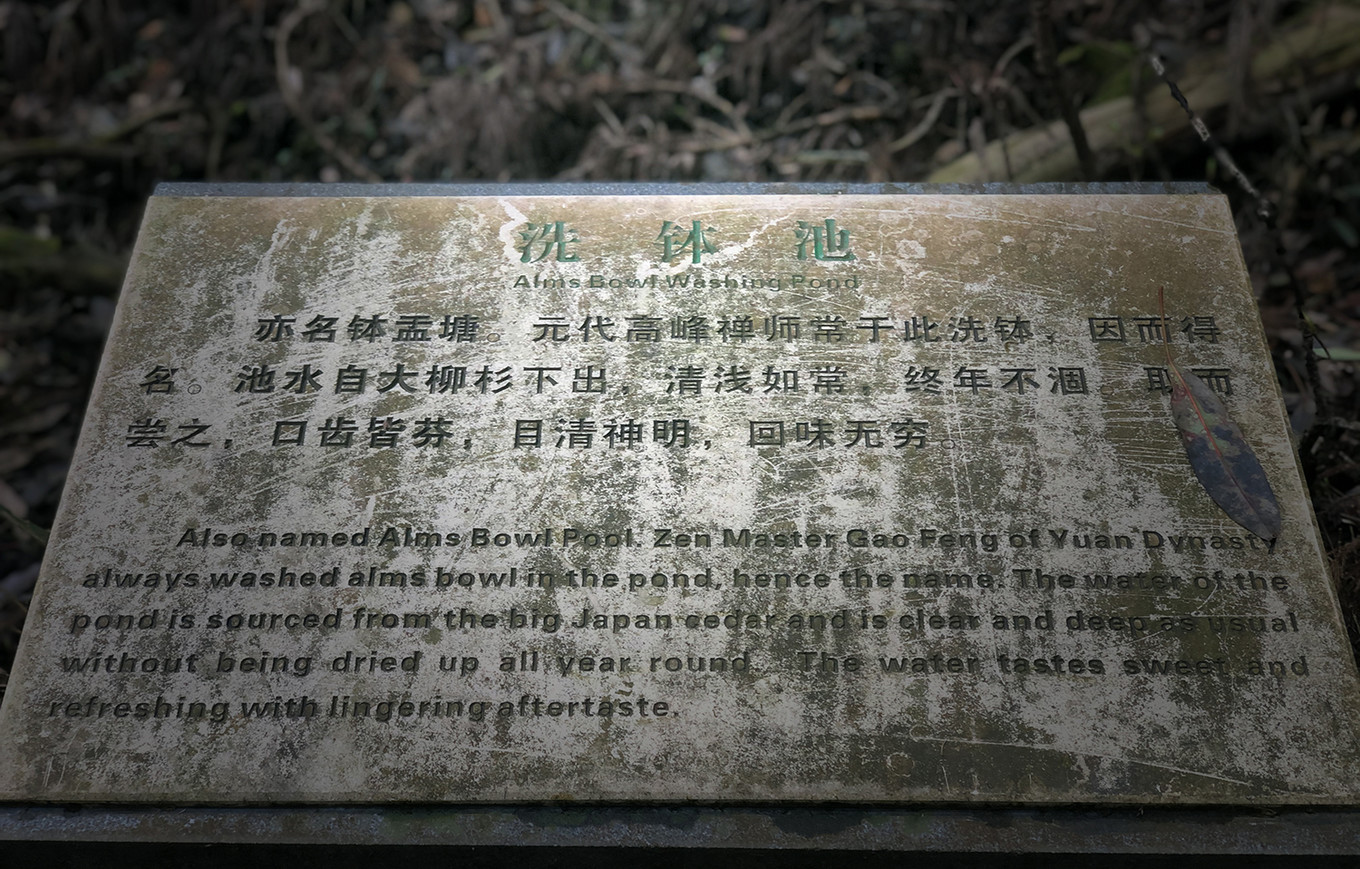 洗钵池
Alms Bowl Washing Pond
亦名钵盂塘。元代高峰禅师常于此洗钵，因而得
名。池水自大柳杉下出，清浅如常，终年不涸 取而
尝之，口齿皆芬，目清神明，回味无穷。
Also named Alms Bowl Pool. Zen Master Gao Feng of Yuan Dynasty
always washed alms bowl in the pond, hence the name. The water of the
pond is sourced from the big Japan cedar and is clear and deep as usual
without being dried up all year round. The water tastes sweet and
refreshing with lingering aftertaste.